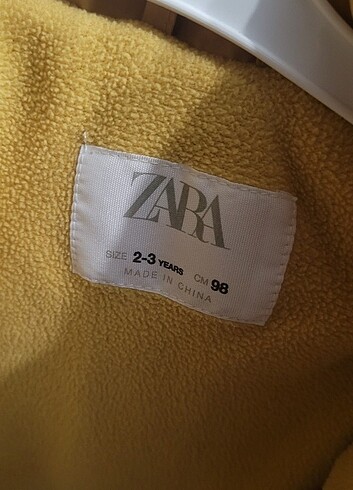 ZARA
SIZE 2-3 YEARS CM 98
MADE IN CHINA